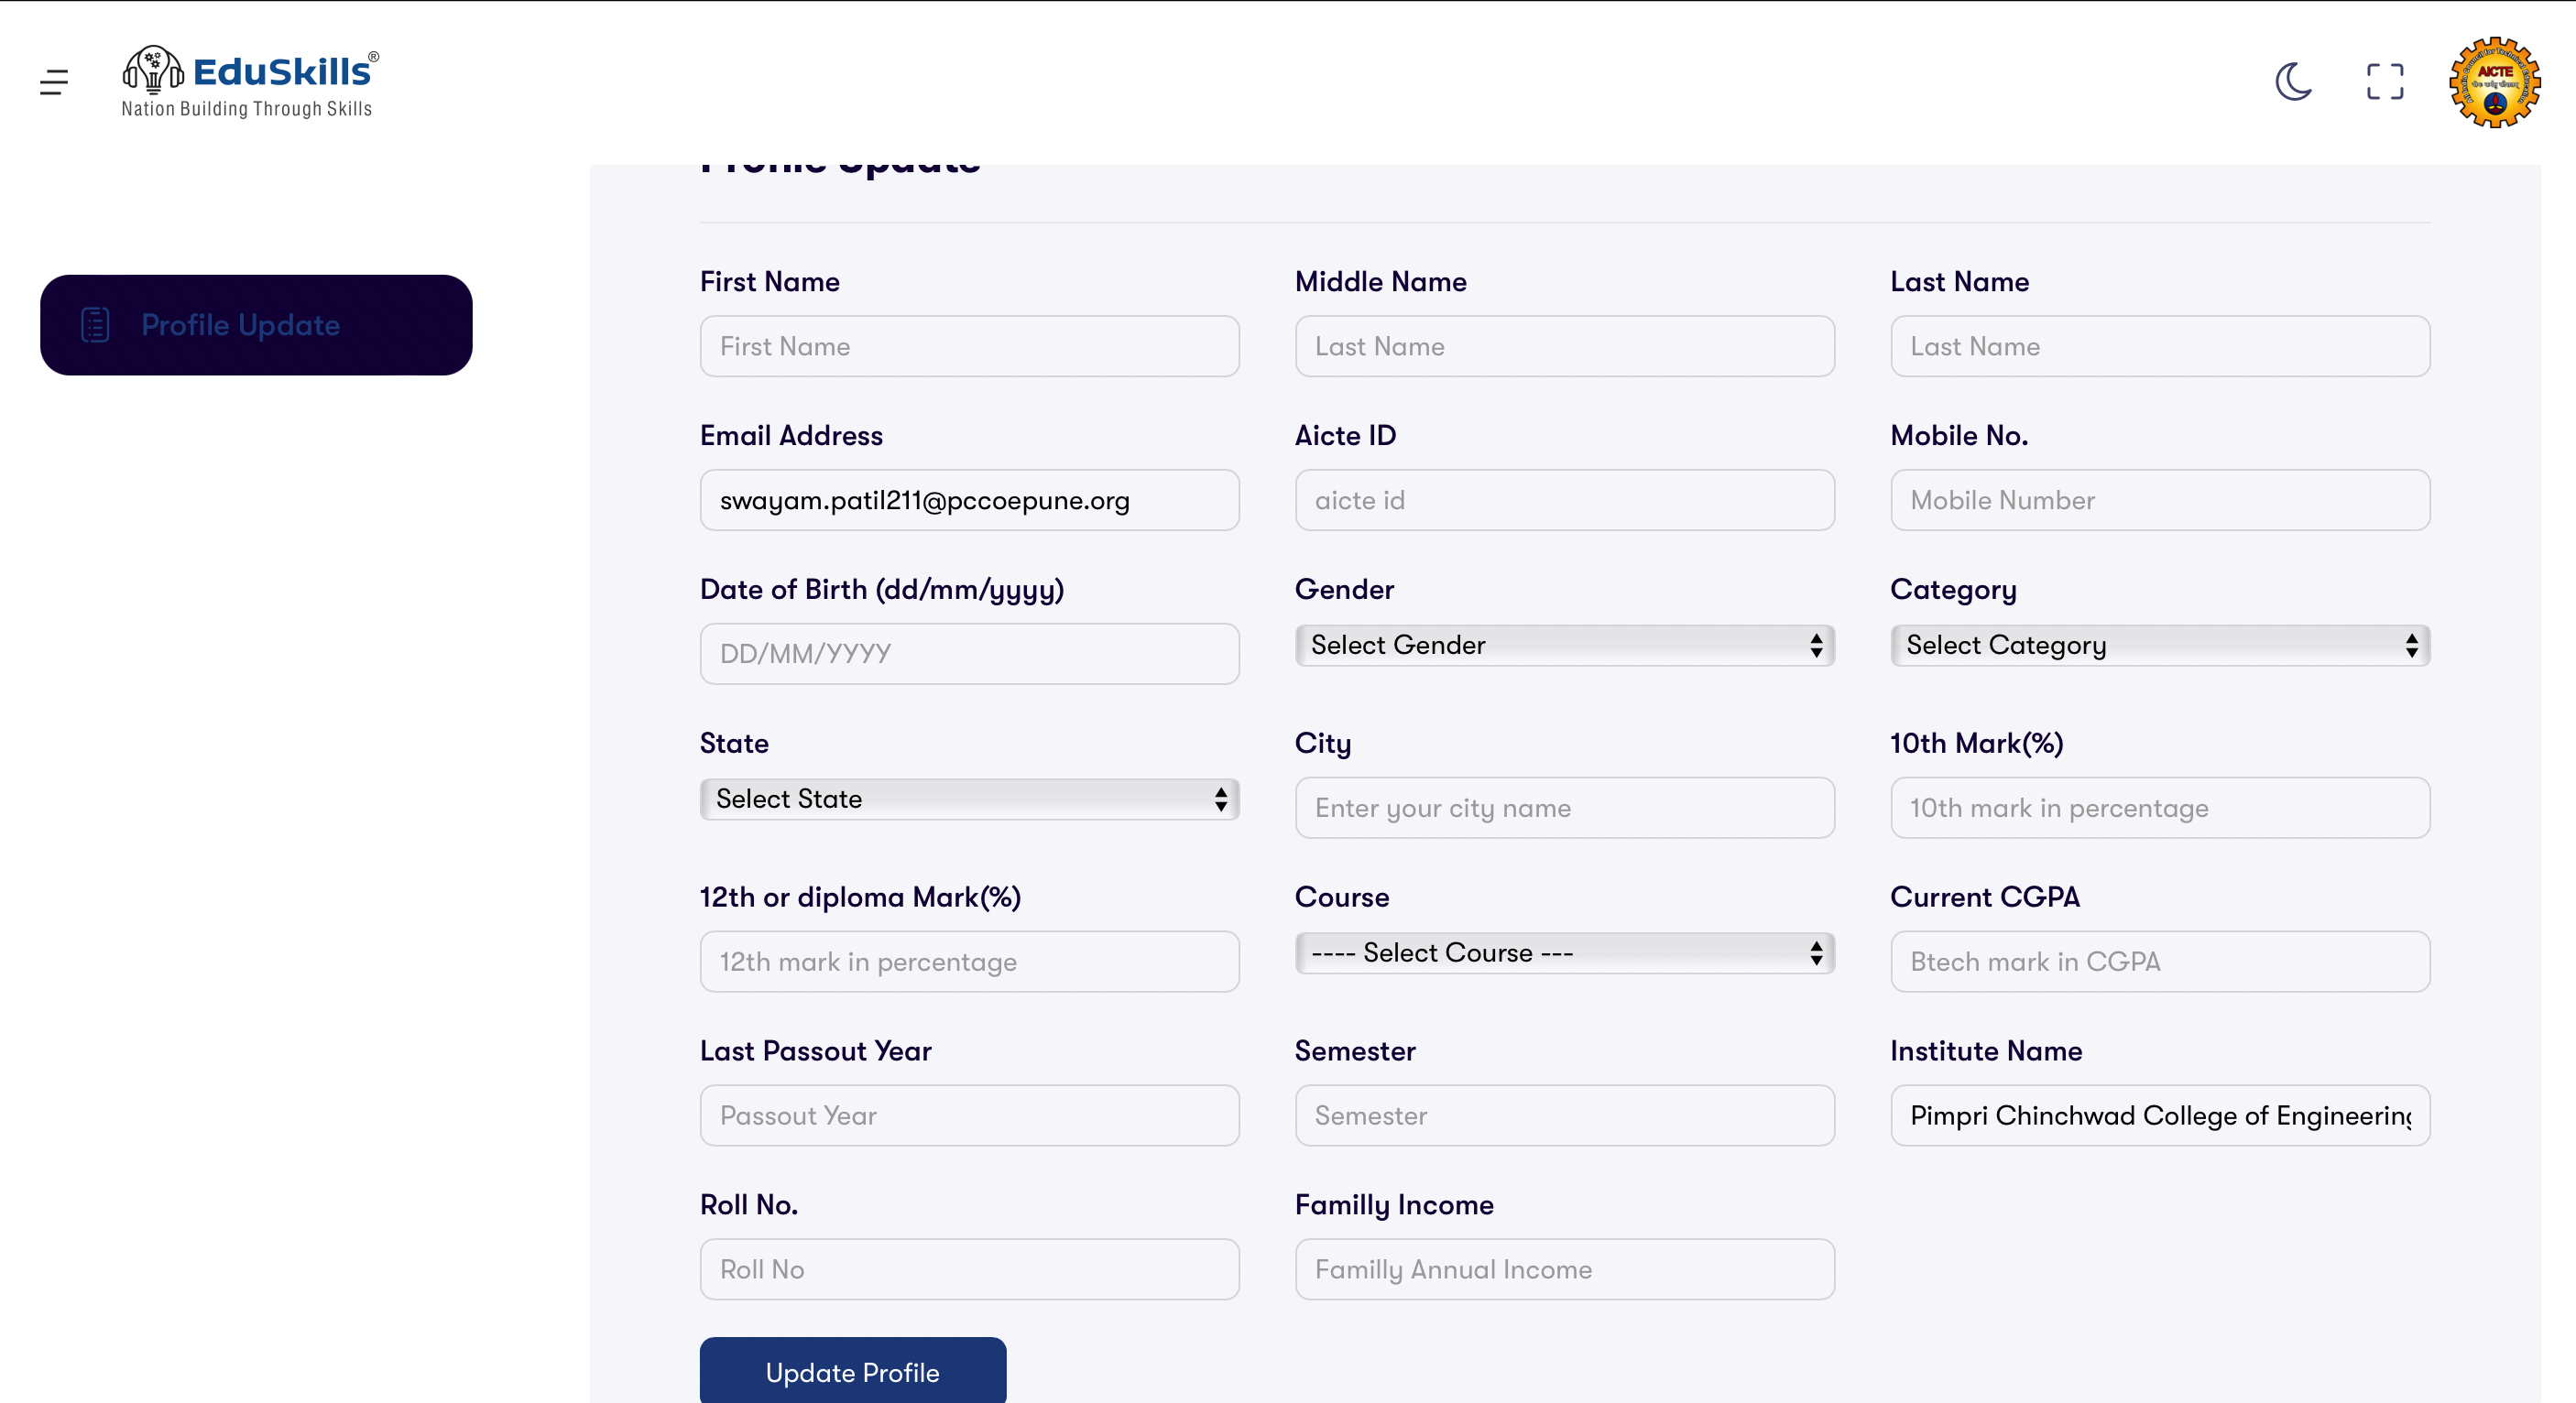 EduSkills®
Nation Building Through Skills
AICTE
Profile Update
Profile Update
First Name
Middle Name
Last Name
First Name
Last Name
Last Name
Email Address
Aicte ID
Mobile No.
swayam.patil211@pccoepune.org
aicte id
Mobile Number
Date of Birth (dd/mm/yyyy)
Gender
Category
DD/MM/YYYY
Select Gender
Select Category
State
City
10th Mark(%)
Select State
Enter your city name
10th mark in percentage
12th or diploma Mark(%)
Course
Current CGPA
12th mark in percentage
---- Select Course ---
Btech mark in CGPA
Last Passout Year
Semester
Institute Name
Passout Year
Semester
Pimpri Chinchwad College of Engineering
Roll No.
Familly Income
Roll No
Familly Annual Income
Update Profile